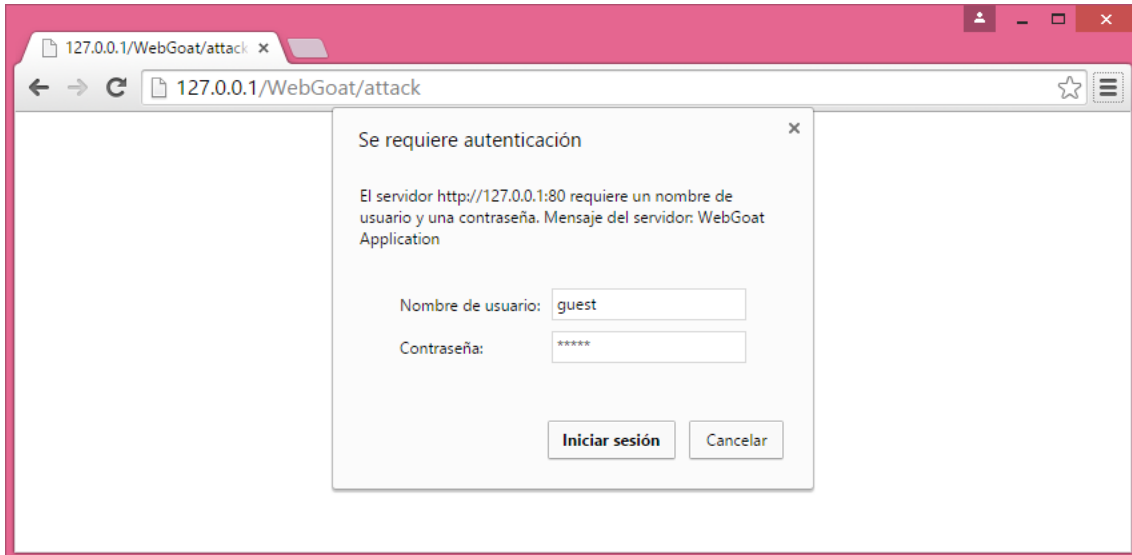 127.0.0.1/WebGoat/attack
127.0.0.1/WebGoat/attack
Se requiere autenticación
El servidor http://127.0.0.1:80 requiere un nombre de
usuario y una contraseña. Mensaje del servidor: WebGoat
Application
Nombre de usuario: guest
Contraseña: *****
Iniciar sesión Cancelar